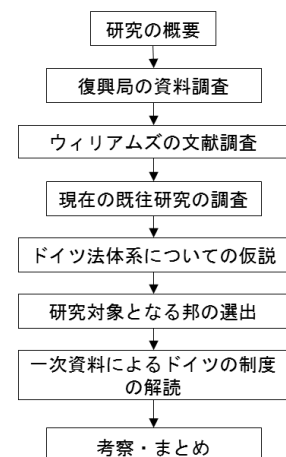 研究の概要
復興局の資料調査
ウィリアムズの文献調査
現在の既往研究の調査
ドイツ法体系についての仮説
研究対象となる邦の選出
一次資料によるドイツの制度
の解読
考察・まとめ